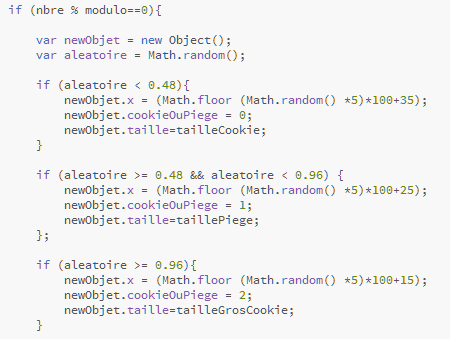 if (nbre % modulo==0){
var newObjet = new Object();
var aleatoire = Math.random();
if (aleatoire < 0.48){
newObjet.x = (Math.floor (Math.random() *5)*100+35);
newObjet.cookieOuPiege = 0;
newObjet.taille=tailleCookie;
}
if (aleatoire >= 0.48 && aleatoire < 0.96) {
newObjet.x = (Math.floor (Math.random() *5)*100+25);
newObjet.cookieOuPiege = 1;
newObjet.taille=taillePiege;
};
if (aleatoire >= 0.96){
newObjet.x = (Math.floor (Math.random() *5)*100+15);
newObjet.cookieOuPiege = 2;
newObjet.taille=tailleGrosCookie;
}